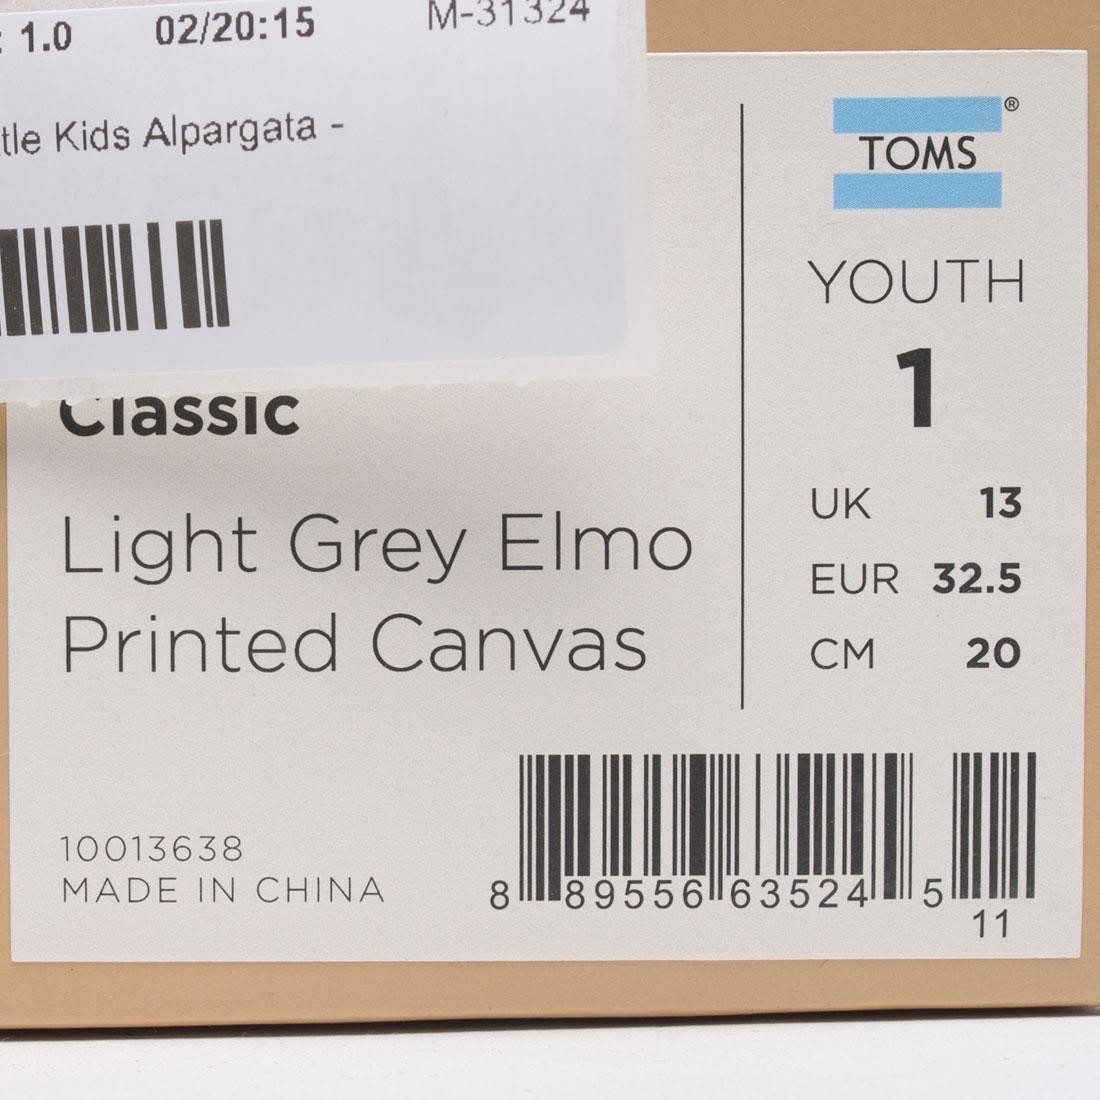 : 1.0 02/20:15 M-31324
Kids Alpargata -
TOMS®
YOUTH
1
UK 13
EUR 32.5
CM 20
Classic
Light Grey Elmo
Printed Canvas
10013638
MADE IN CHINA
8 89556 63524 5
11